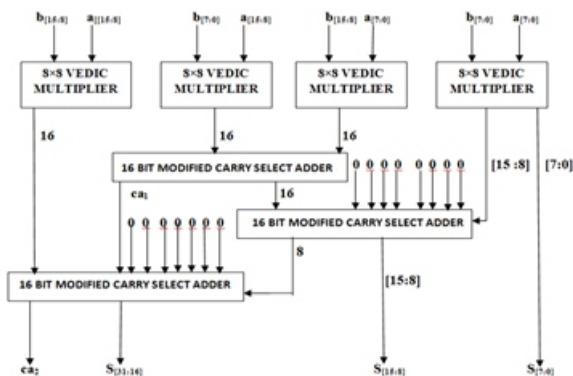 b[15:8] a[15:8] b[7:0] a[15:8] b[15:8] a[7:0] b[7:0] a[7:0]
8×8 VEDIC MULTIPLIER
8×8 VEDIC MULTIPLIER
8×8 VEDIC MULTIPLIER
8×8 VEDIC MULTIPLIER
16 16 16 [15 :8] [7:0]
16 BIT MODIFIED CARRY SELECT ADDER
0 0 0 0 0 0 0 0
ca1 16
16 BIT MODIFIED CARRY SELECT ADDER
0 0 0 0 0 0 0
8 [15:8]
16 BIT MODIFIED CARRY SELECT ADDER
ca2 S[31:16] S[15:8] S[7:0]